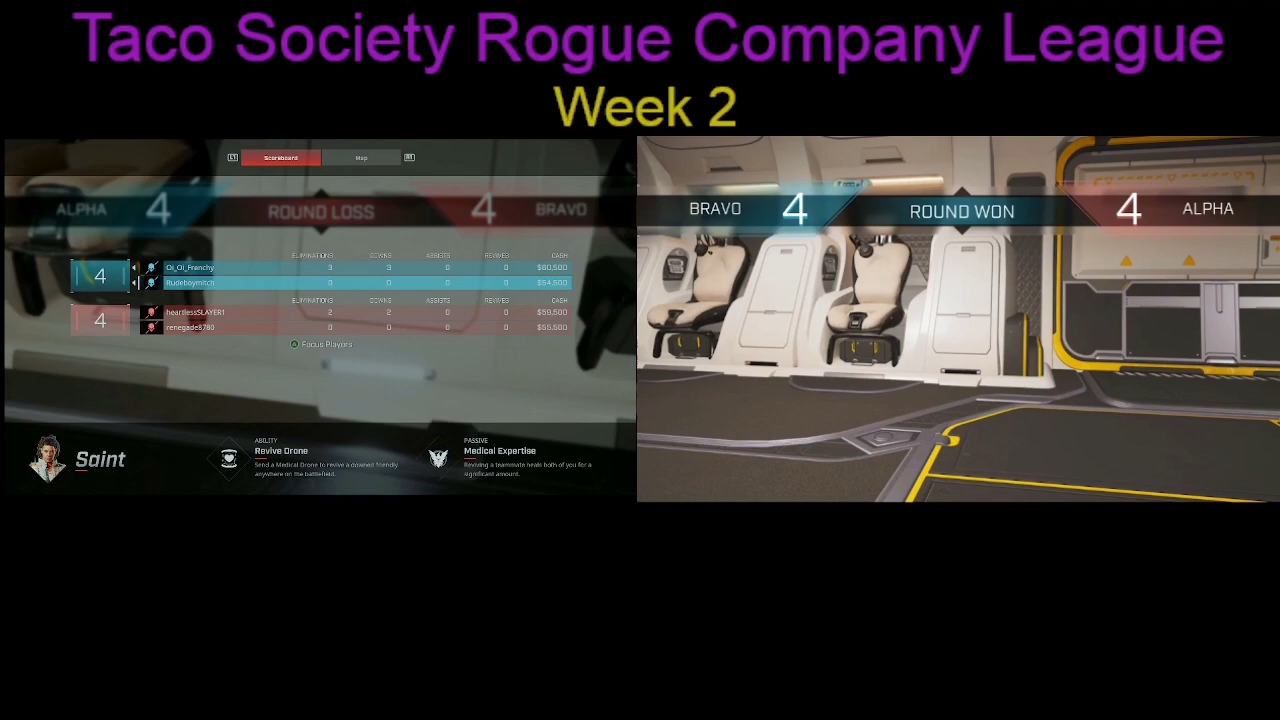 Taco Society Rogue Company League
Week 2
L1 Scoreboard Map R1
ALPHA 4 ROUND LOSS 4 BRAVO
ELIMINATIONS DOWNS ASSISTS REVIVES CASH
4
Oi_Oi_Frenchy 3 3 0 0 $60,500
Rudeboymitch 0 0 0 0 $54,500
ELIMINATIONS DOWNS ASSISTS REVIVES CASH
4
heartlessSLAYER1 2 2 0 0 $59,500
renegade8780 0 0 0 0 $55,500
Focus Players
Saint
ABILITY
Revive Drone
Send a Medical Drone to revive a downed friendly
anywhere on the battlefield.
PASSIVE
Medical Expertise
Reviving a teammate heals both of you for a
significant amount.
BRAVO 4 ROUND WON 4 ALPHA